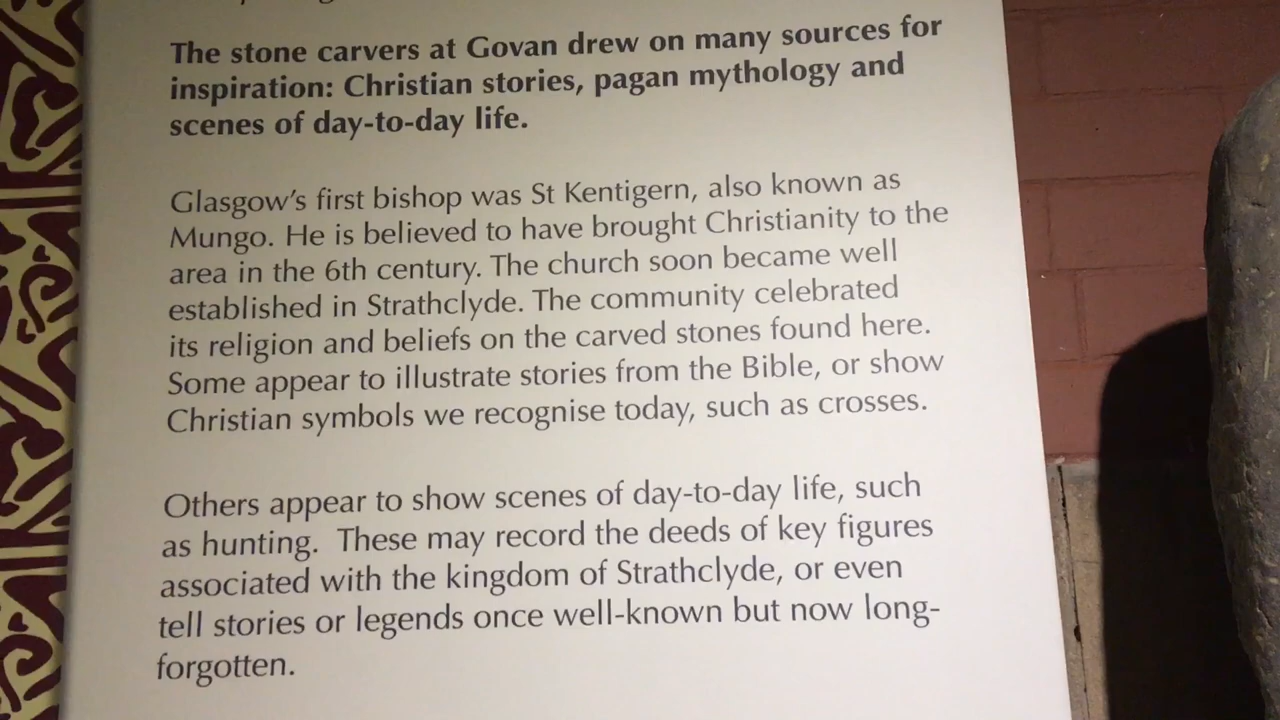 The stone carvers at Govan drew on many sources for
inspiration: Christian stories, pagan mythology and
scenes of day-to-day life.
Glasgow's first bishop was St Kentigern, also known as
Mungo. He is believed to have brought Christianity to the
area in the 6th century. The church soon became well
established in Strathclyde. The community celebrated
its religion and beliefs on the carved stones found here.
Some appear to illustrate stories from the Bible, or show
Christian symbols we recognise today, such as crosses.
Others appear to show scenes of day-to-day life, such
as hunting.  These may record the deeds of key figures
associated with the kingdom of Strathclyde, or even
tell stories or legends once well-known but now long-
forgotten.